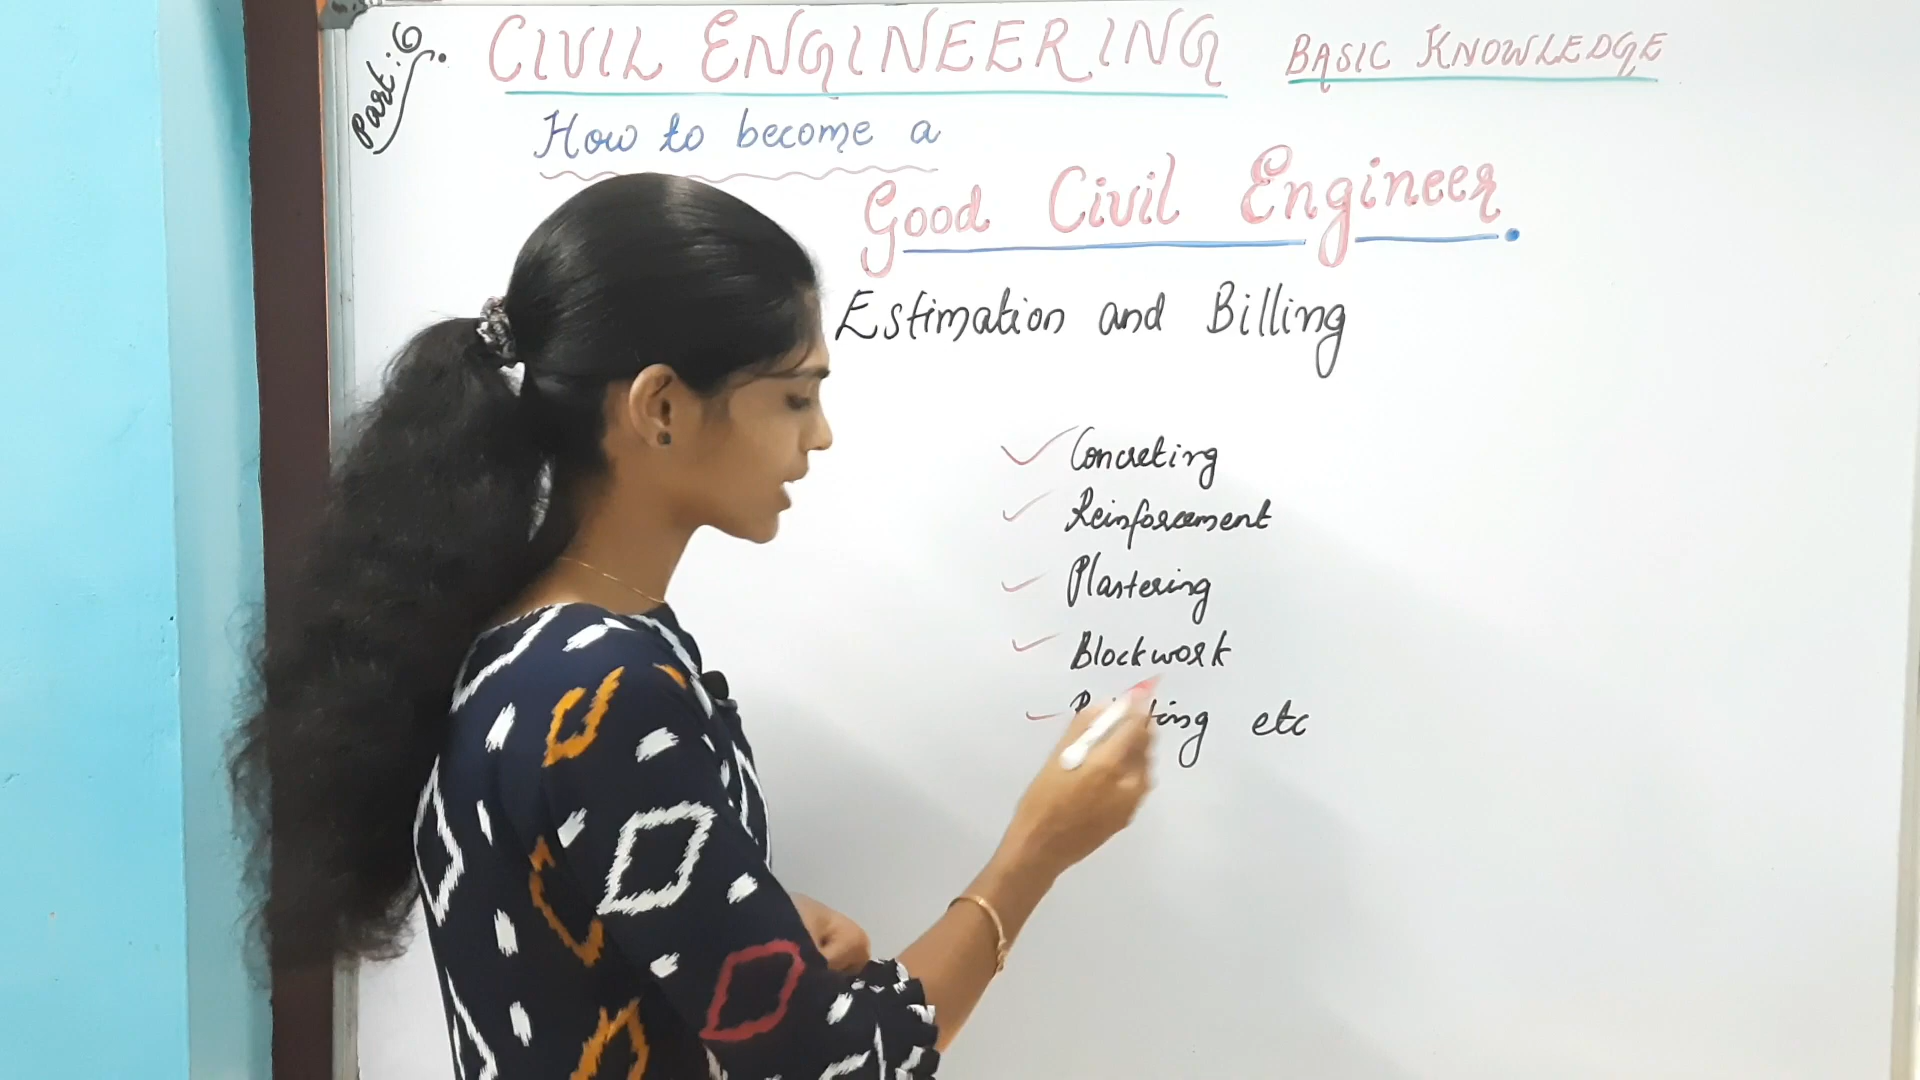 Part:6.
CIVIL ENGINEERING BASIC KNOWLEDGE
How to become a
Good Civil Engineer.
Estimation and Billing
Concreting
Reinforcement
Plastering
Blockwork
etc